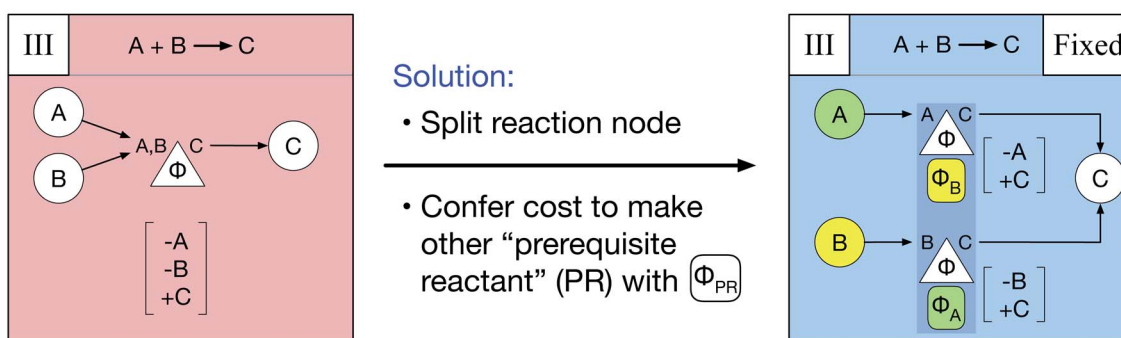 III
A + B → C
A
B
A,B
C
Φ
C
-A
-B
+C
Solution:
• Split reaction node
• Confer cost to make
other “prerequisite
reactant” (PR) with Φ_PR
III
A + B → C
Fixed
A
A
C
Φ
Φ_B
-A
+C
C
B
B
C
Φ
Φ_A
-B
+C